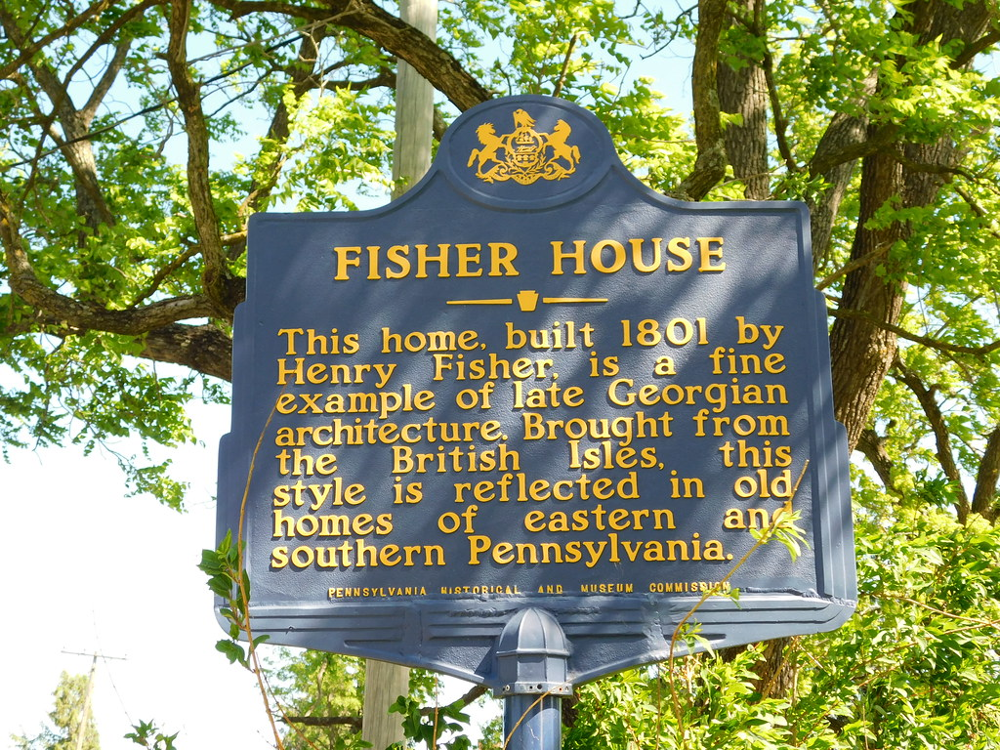 FISHER HOUSE
This home, built 1801 by
Henry Fisher, is a fine
example of late Georgian
architecture. Brought from
the British Isles, this
style is reflected in old
homes of eastern and
southern Pennsylvania.
PENNSYLVANIA HISTORICAL AND MUSEUM COMMISSION